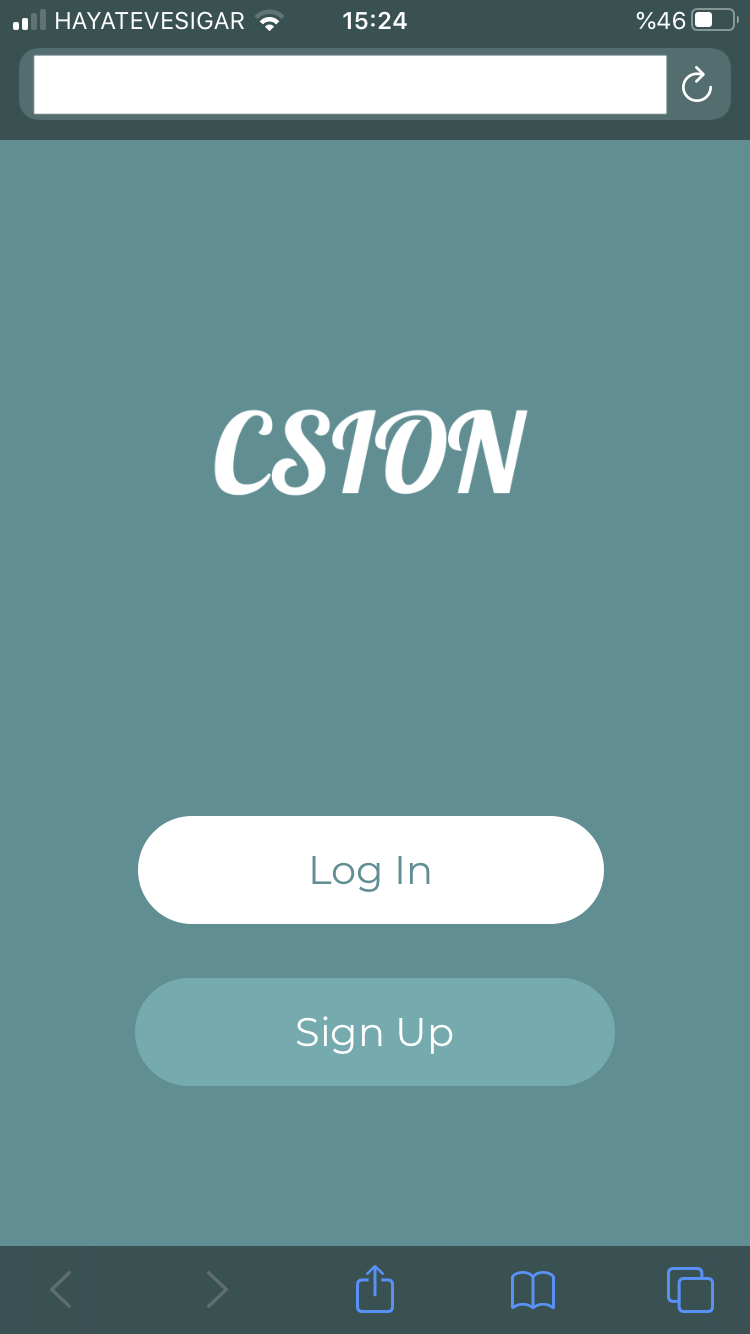 HAYATEVESIGAR 15:24 %46
CSION
Log In
Sign Up